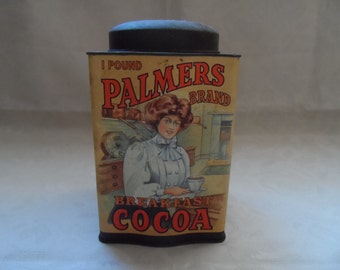 1 POUND
PALMERS
BRAND
BREAKFAST
COCOA